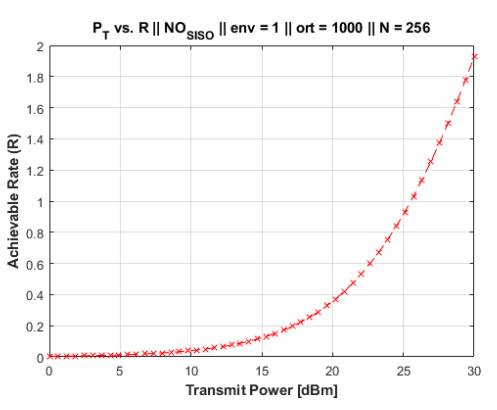 P_T vs. R || NO_SISO || env = 1 || ort = 1000 || N = 256
Achievable Rate (R)
2
1.8
1.6
1.4
1.2
1
0.8
0.6
0.4
0.2
0
0 5 10 15 20 25 30
Transmit Power [dBm]